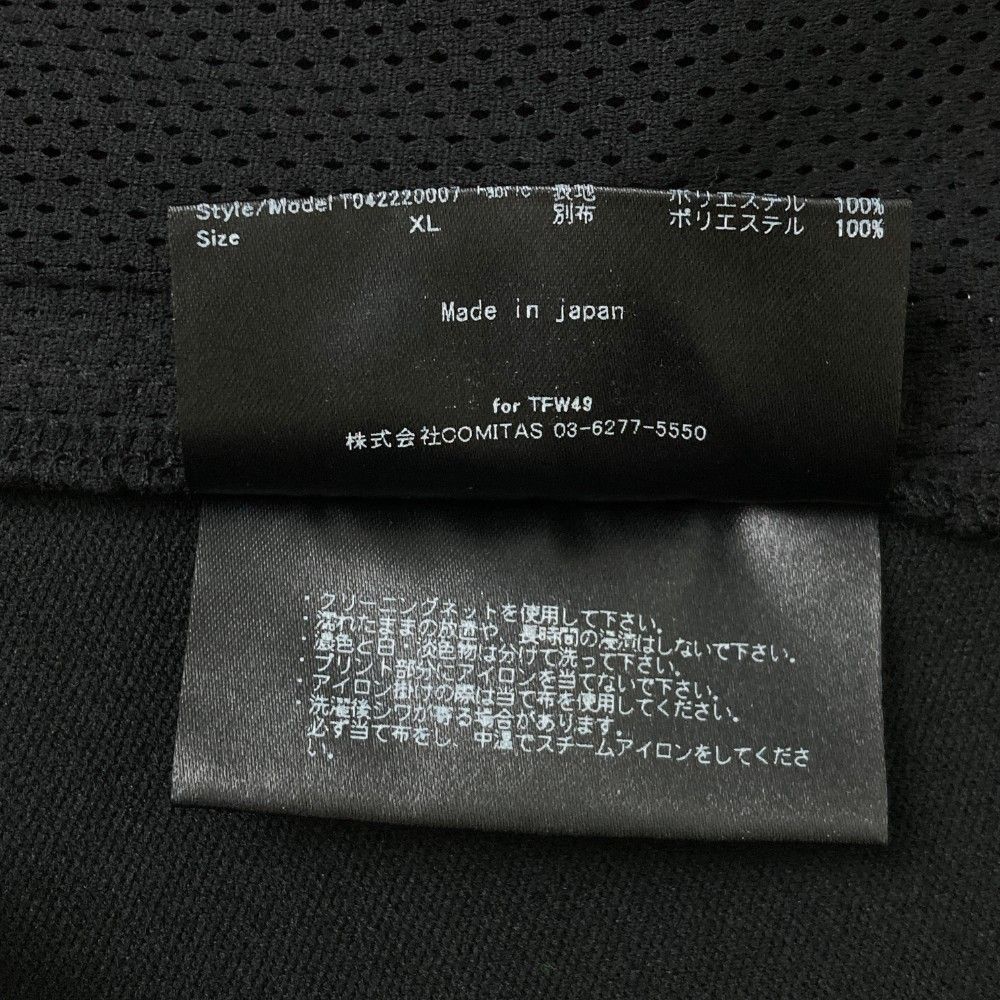 Style/Model T042220007 Fabric 表地 ポリエステル 100%
Size XL 別布 ポリエステル 100%
Made in japan
for TFW49
株式会社COMITAS 03-6277-5550
・クリーニングネットを使用して下さい。
・濡れたままの放置や、長時間の浸漬はしないで下さい。
・濃色と白・淡色物は分けて洗って下さい。
・プリント部分にアイロンを当てないで下さい。
・アイロン掛けの際は当て布を使用してください。
・洗濯後シワが寄る場合があります。
必ず当て布をし、中温でスチームアイロンをしてくださ
い。